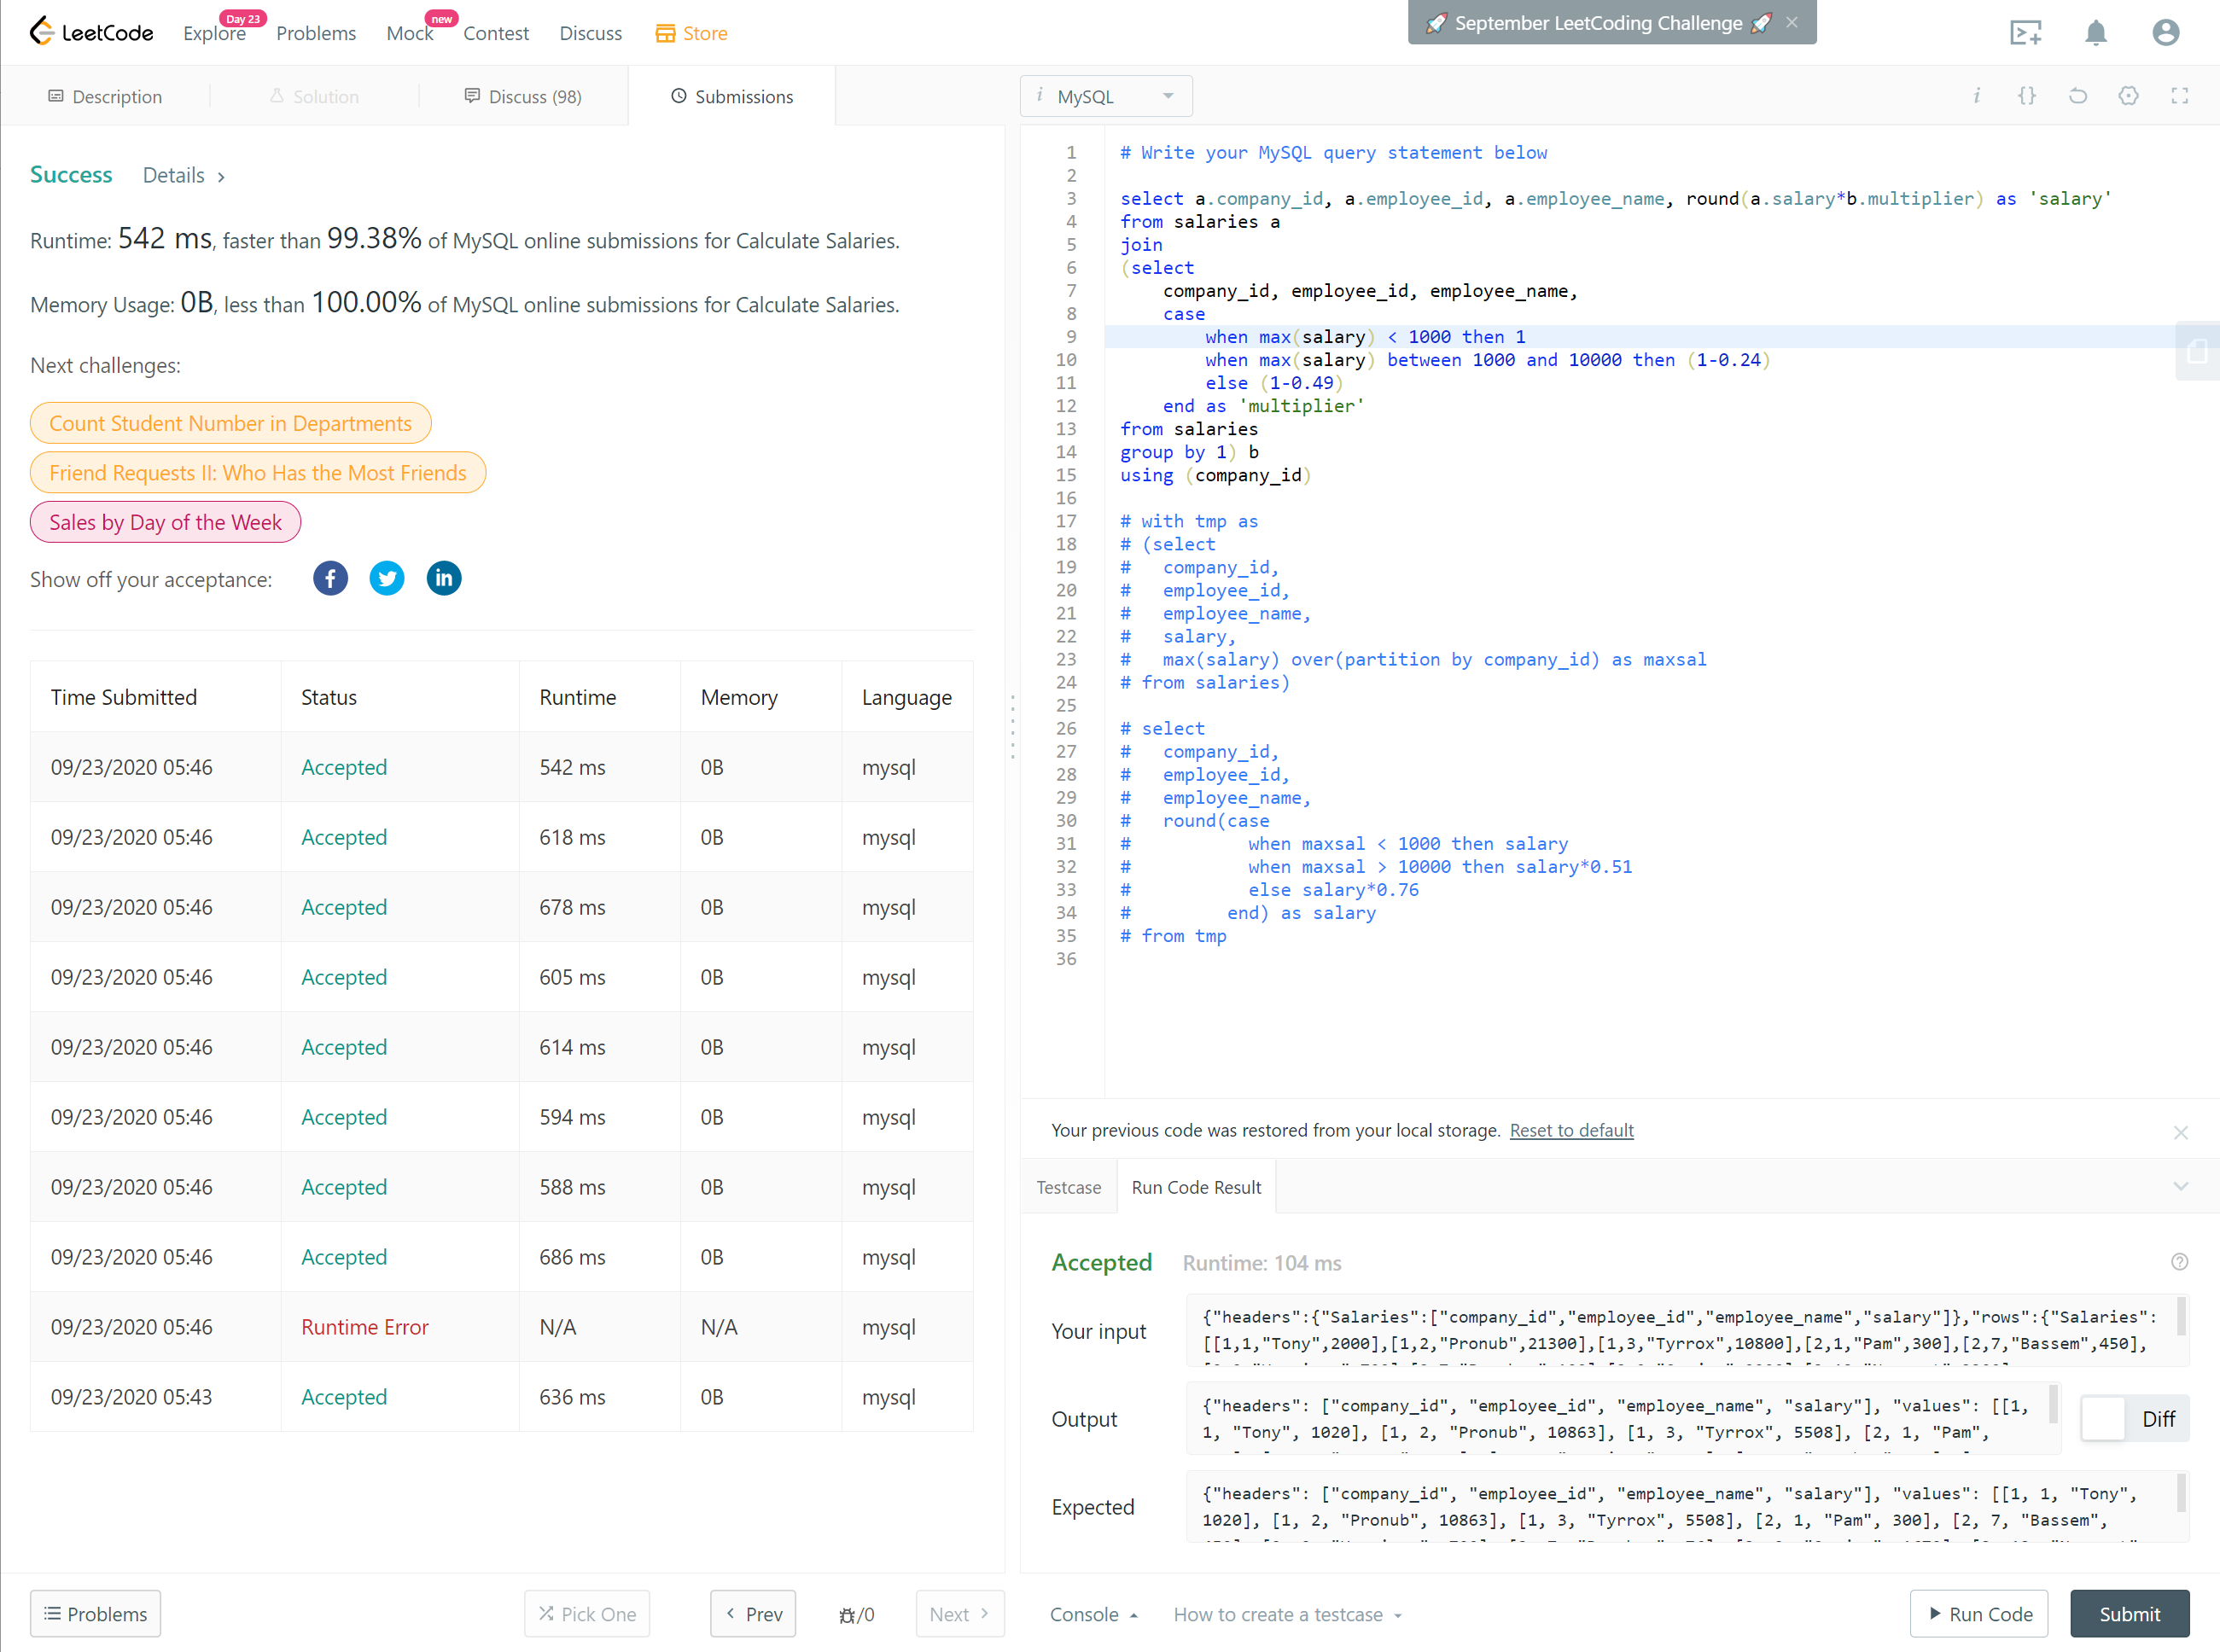 LeetCode
Explore
Day 23
Problems
Mock
new
Contest
Discuss
Store
🚀 September LeetCoding Challenge 🚀
Description
Solution
Discuss (98)
Submissions
Success Details >
Runtime: 542 ms, faster than 99.38% of MySQL online submissions for Calculate Salaries.
Memory Usage: 0B, less than 100.00% of MySQL online submissions for Calculate Salaries.
Next challenges:
Count Student Number in Departments
Friend Requests II: Who Has the Most Friends
Sales by Day of the Week
Show off your acceptance:
Time Submitted Status Runtime Memory Language
09/23/2020 05:46 Accepted 542 ms 0B mysql
09/23/2020 05:46 Accepted 618 ms 0B mysql
09/23/2020 05:46 Accepted 678 ms 0B mysql
09/23/2020 05:46 Accepted 605 ms 0B mysql
09/23/2020 05:46 Accepted 614 ms 0B mysql
09/23/2020 05:46 Accepted 594 ms 0B mysql
09/23/2020 05:46 Accepted 588 ms 0B mysql
09/23/2020 05:46 Accepted 686 ms 0B mysql
09/23/2020 05:46 Runtime Error N/A N/A mysql
09/23/2020 05:43 Accepted 636 ms 0B mysql
Problems
Pick One
< Prev
/0
Next >
i MySQL
i {}
1 # Write your MySQL query statement below
2
3 select a.company_id, a.employee_id, a.employee_name, round(a.salary*b.multiplier) as 'salary'
4 from salaries a
5 join
6 (select
7     company_id, employee_id, employee_name,
8     case
9         when max(salary) < 1000 then 1
10         when max(salary) between 1000 and 10000 then (1-0.24)
11         else (1-0.49)
12     end as 'multiplier'
13 from salaries
14 group by 1) b
15 using (company_id)
16
17 # with tmp as
18 # (select
19 #   company_id,
20 #   employee_id,
21 #   employee_name,
22 #   salary,
23 #   max(salary) over(partition by company_id) as maxsal
24 # from salaries)
25
26 # select
27 #   company_id,
28 #   employee_id,
29 #   employee_name,
30 #   round(case
31 #           when maxsal < 1000 then salary
32 #           when maxsal > 10000 then salary*0.51
33 #           else salary*0.76
34 #         end) as salary
35 # from tmp
36
Your previous code was restored from your local storage. Reset to default
Testcase
Run Code Result
Accepted Runtime: 104 ms
Your input
{"headers":{"Salaries":["company_id","employee_id","employee_name","salary"]},"rows":{"Salaries":
[[1,1,"Tony",2000],[1,2,"Pronub",21300],[1,3,"Tyrrox",10800],[2,1,"Pam",300],[2,7,"Bassem",450],
Output
{"headers": ["company_id", "employee_id", "employee_name", "salary"], "values": [[1,
1, "Tony", 1020], [1, 2, "Pronub", 10863], [1, 3, "Tyrrox", 5508], [2, 1, "Pam",
Diff
Expected
{"headers": ["company_id", "employee_id", "employee_name", "salary"], "values": [[1, 1, "Tony",
1020], [1, 2, "Pronub", 10863], [1, 3, "Tyrrox", 5508], [2, 1, "Pam", 300], [2, 7, "Bassem",
Console
How to create a testcase
Run Code
Submit